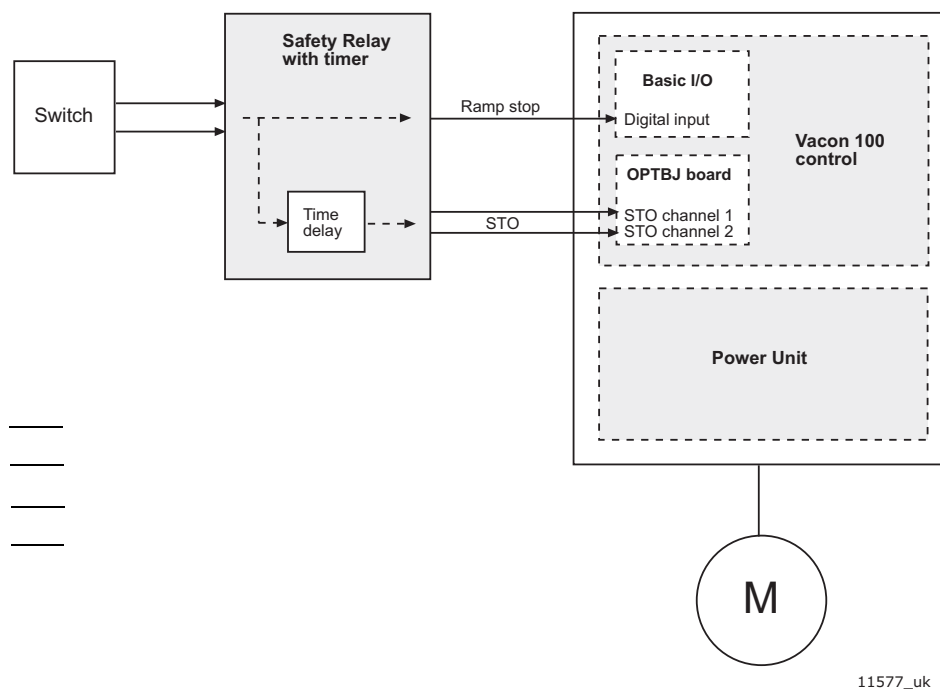 Safety Relay
with timer
Switch
Time
delay
Ramp stop
STO
Basic I/O
Digital input
OPTBJ board
STO channel 1
STO channel 2
Vacon 100
control
Power Unit
M
11577_uk